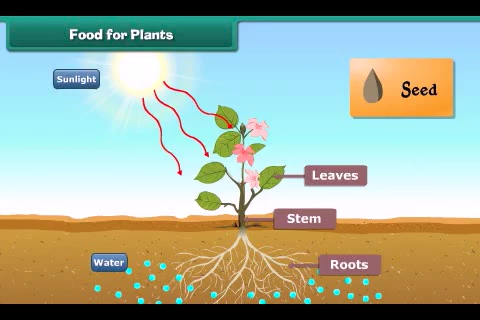 Food for Plants
Sunlight
Seed
Leaves
Stem
Water
Roots